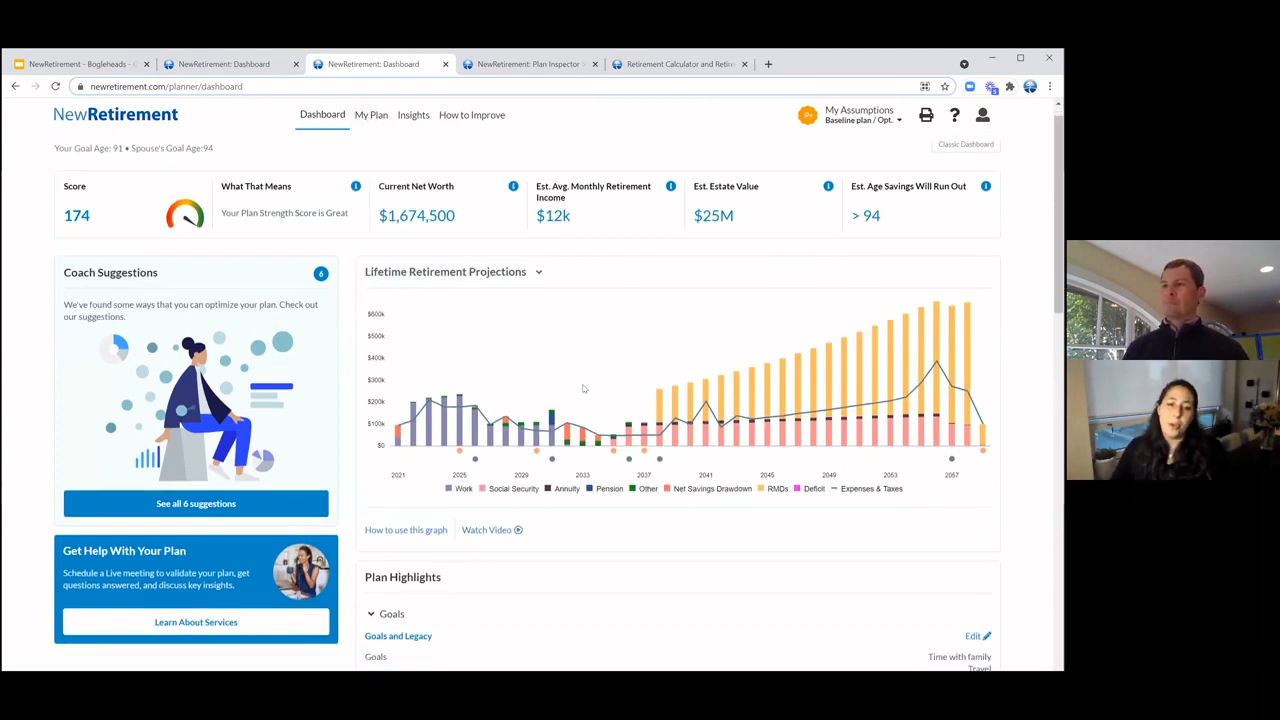 NewRetirement - Bogleheads -
NewRetirement: Dashboard
NewRetirement: Dashboard
NewRetirement: Plan Inspector
Retirement Calculator and Retire
newretirement.com/planner/dashboard
NewRetirement
Dashboard
My Plan
Insights
How to Improve
P+
My Assumptions
Baseline plan / Opt.
Your Goal Age: 91 • Spouse's Goal Age:94
Classic Dashboard
Score
174
What That Means
Your Plan Strength Score is Great
Current Net Worth
$1,674,500
Est. Avg. Monthly Retirement
Income
$12k
Est. Estate Value
$25M
Est. Age Savings Will Run Out
> 94
Coach Suggestions
6
We've found some ways that you can optimize your plan. Check out
our suggestions.
See all 6 suggestions
Get Help With Your Plan
Schedule a Live meeting to validate your plan, get
questions answered, and discuss key insights.
Learn About Services
Lifetime Retirement Projections
$600k
$500k
$400k
$300k
$200k
$100k
$0
2021 2025 2029 2033 2037 2041 2045 2049 2053 2057
Work Social Security Annuity Pension Other Net Savings Drawdown RMDs Deficit Expenses & Taxes
How to use this graph
Watch Video
Plan Highlights
Goals
Goals and Legacy
Edit
Goals
Time with family
Travel